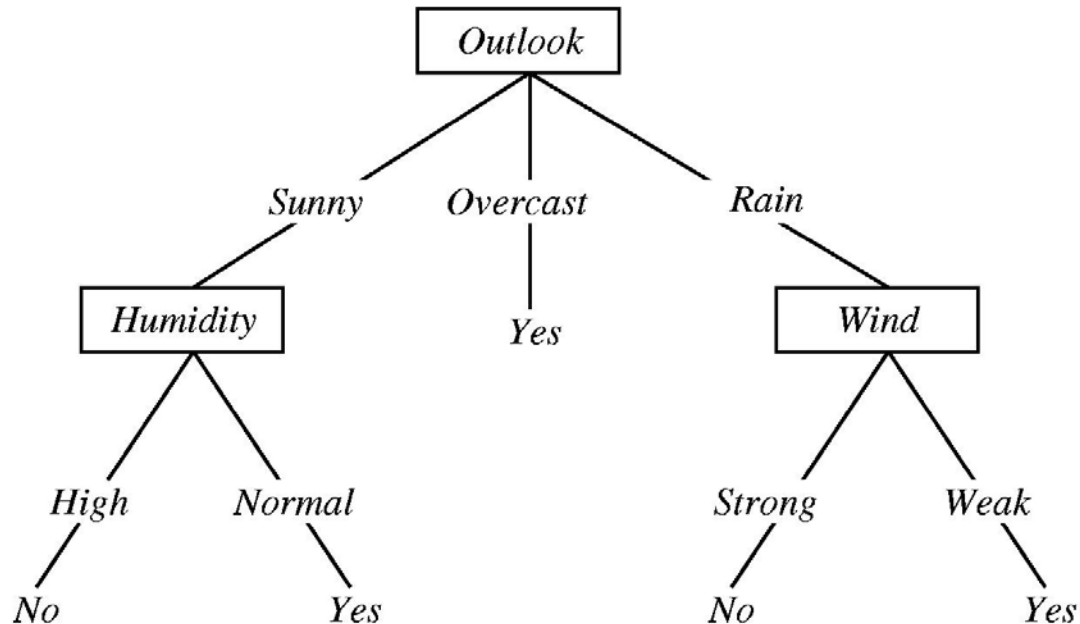 Outlook
Sunny Overcast Rain
Humidity Yes Wind
High Normal Strong Weak
No Yes No Yes